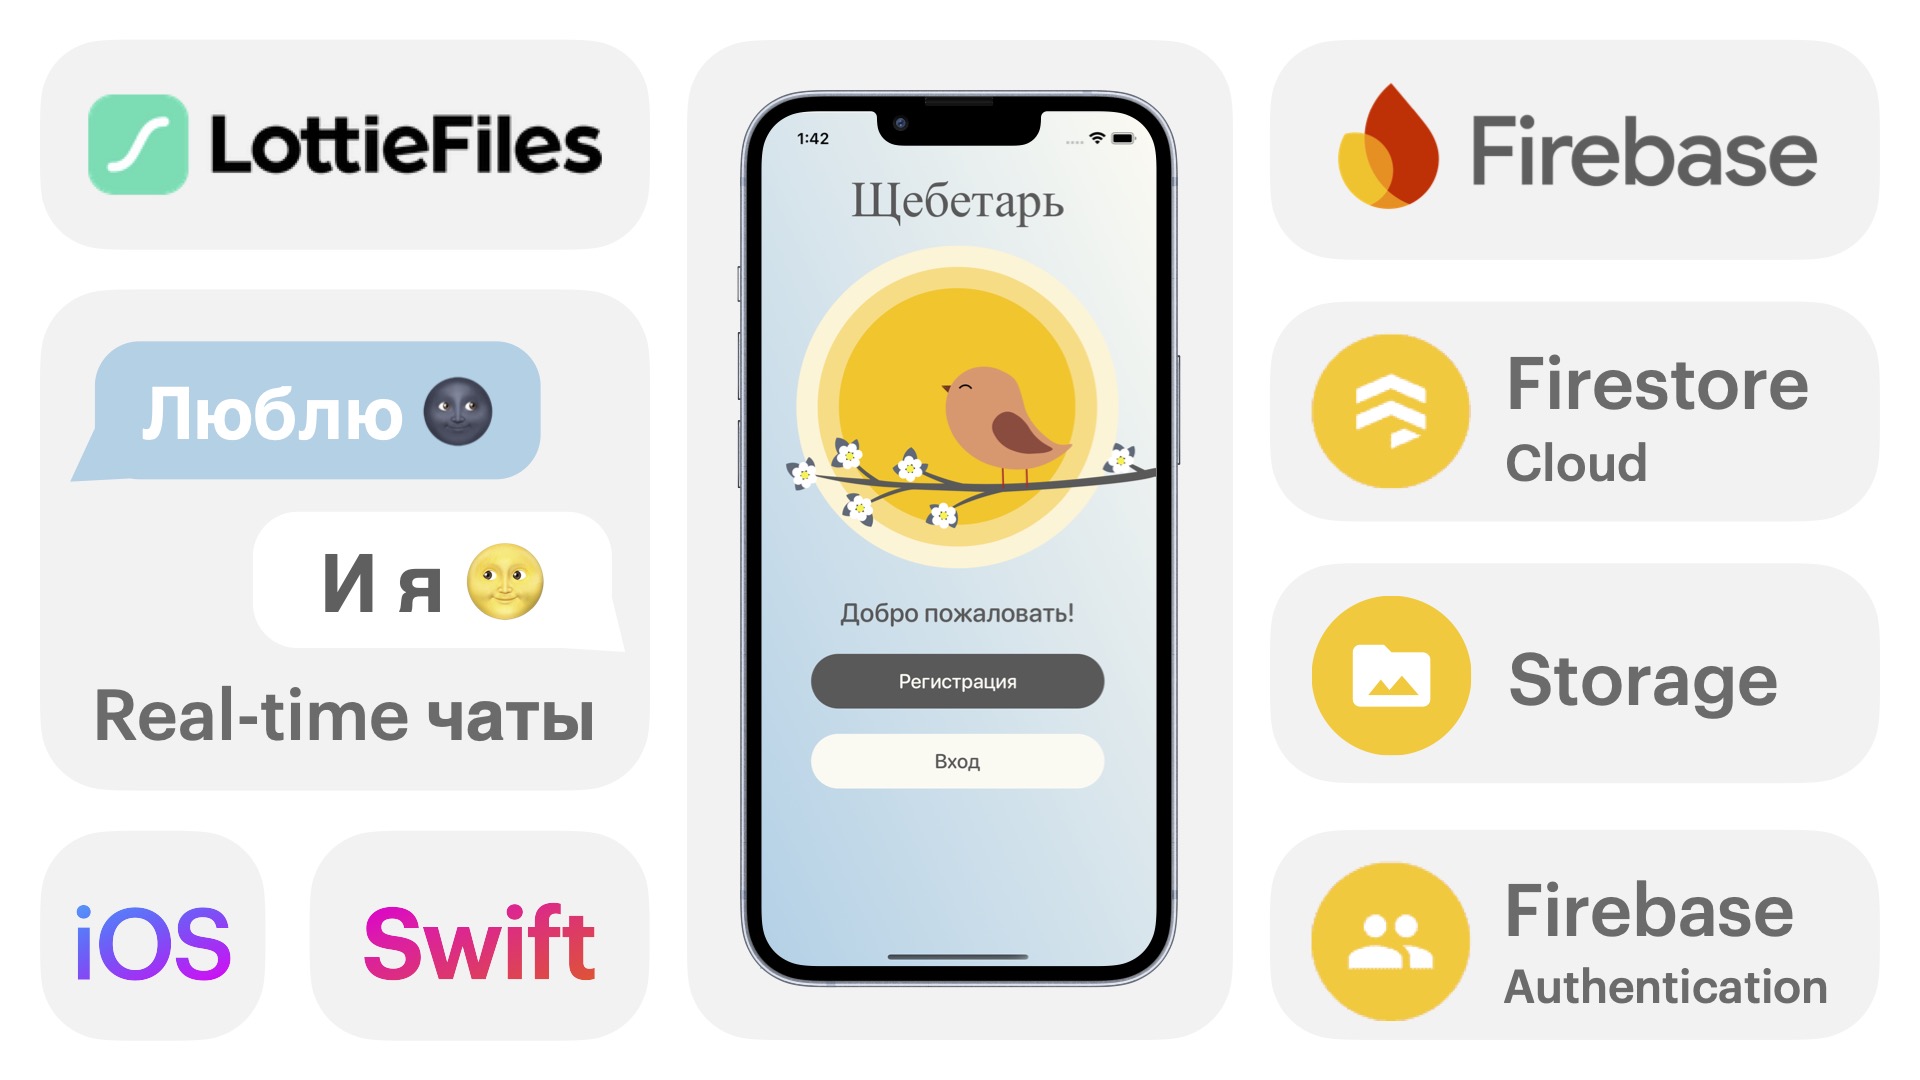 LottieFiles
Люблю 🌚
И я 🌝
Real-time чаты
iOS
Swift
1:42
Щебетарь
Добро пожаловать!
Регистрация
Вход
Firebase
Firestore
Cloud
Storage
Firebase
Authentication